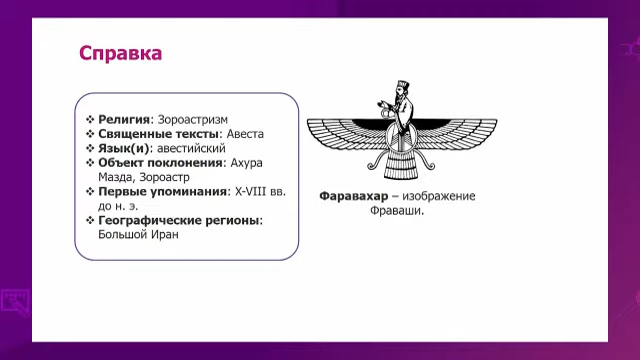 Справка
❖ Религия: Зороастризм
❖ Священные тексты: Авеста
❖ Язык(и): авестийский
❖ Объект поклонения: Ахура
Мазда, Зороастр
❖ Первые упоминания: X-VIII вв.
до н. э.
❖ Географические регионы:
Большой Иран
Фаравахар – изображение
Фраваши.